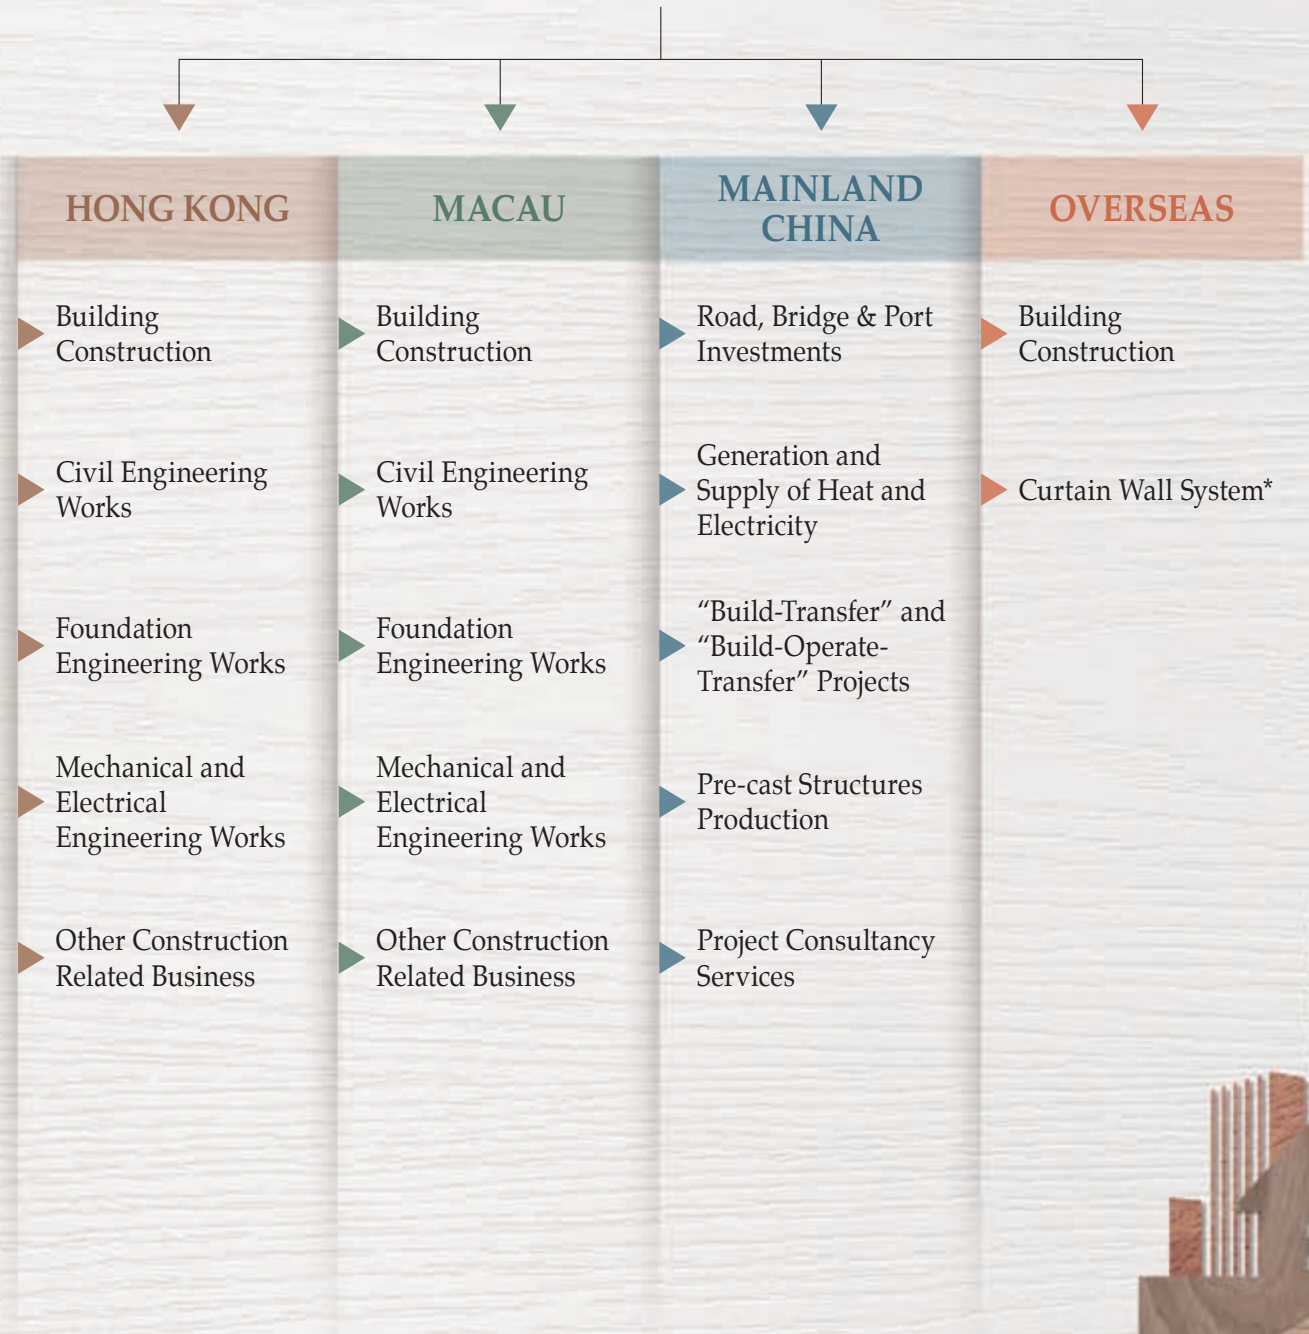 HONG KONG
Building
Construction
Civil Engineering
Works
Foundation
Engineering Works
Mechanical and
Electrical
Engineering Works
Other Construction
Related Business
MACAU
Building
Construction
Civil Engineering
Works
Foundation
Engineering Works
Mechanical and
Electrical
Engineering Works
Other Construction
Related Business
MAINLAND
CHINA
Road, Bridge & Port
Investments
Generation and
Supply of Heat and
Electricity
“Build-Transfer” and
“Build-Operate-
Transfer” Projects
Pre-cast Structures
Production
Project Consultancy
Services
OVERSEAS
Building
Construction
Curtain Wall System*